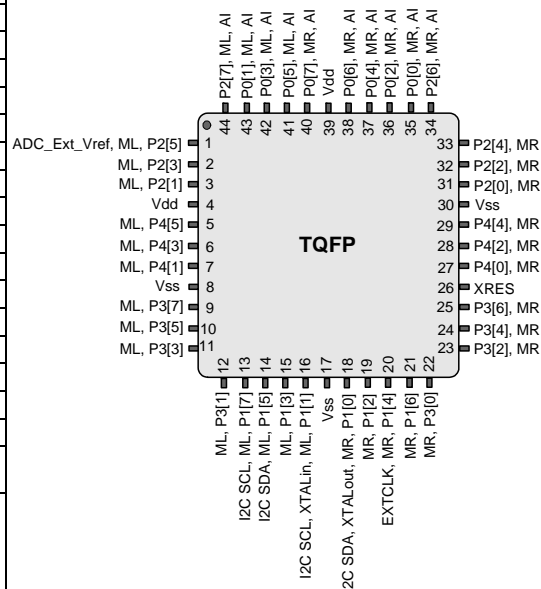 P2[7], ML, AI
P0[1], ML, AI
P0[3], ML, AI
P0[5], ML, AI
P0[7], MR, AI
Vdd
P0[6], MR, AI
P0[4], MR, AI
P0[2], MR, AI
P0[0], MR, AI
P2[6], MR, AI
44
43
42
41
40
39
38
37
36
35
34
ADC_Ext_Vref, ML, P2[5] 1
ML, P2[3] 2
ML, P2[1] 3
Vdd 4
ML, P4[5] 5
ML, P4[3] 6
ML, P4[1] 7
Vss 8
ML, P3[7] 9
ML, P3[5] 10
ML, P3[3] 11
TQFP
33 P2[4], MR
32 P2[2], MR
31 P2[0], MR
30 Vss
29 P4[4], MR
28 P4[2], MR
27 P4[0], MR
26 XRES
25 P3[6], MR
24 P3[4], MR
23 P3[2], MR
12
13
14
15
16
17
18
19
20
21
22
ML, P3[1]
I2C SCL, ML, P1[7]
I2C SDA, ML, P1[5]
ML, P1[3]
I2C SCL, XTALin, ML, P1[1]
Vss
2C SDA, XTALout, MR, P1[0]
MR, P1[2]
EXTCLK, MR, P1[4]
MR, P1[6]
MR, P3[0]